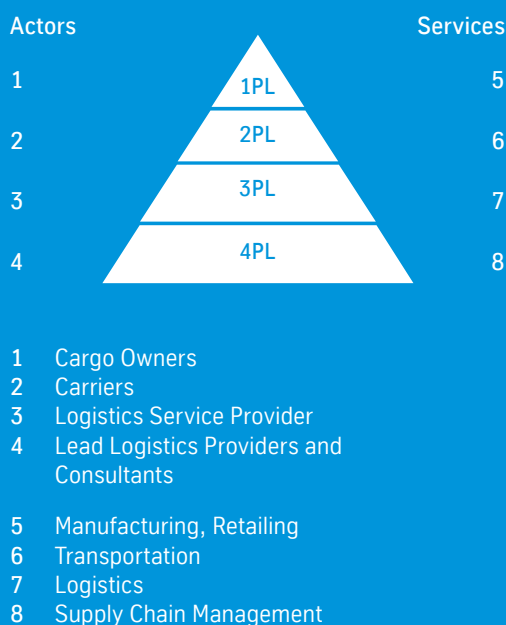 Actors Services
1 1PL 5
2 2PL 6
3 3PL 7
4 4PL 8
1 Cargo Owners
2 Carriers
3 Logistics Service Provider
4 Lead Logistics Providers and
Consultants
5 Manufacturing, Retailing
6 Transportation
7 Logistics
8 Supply Chain Management